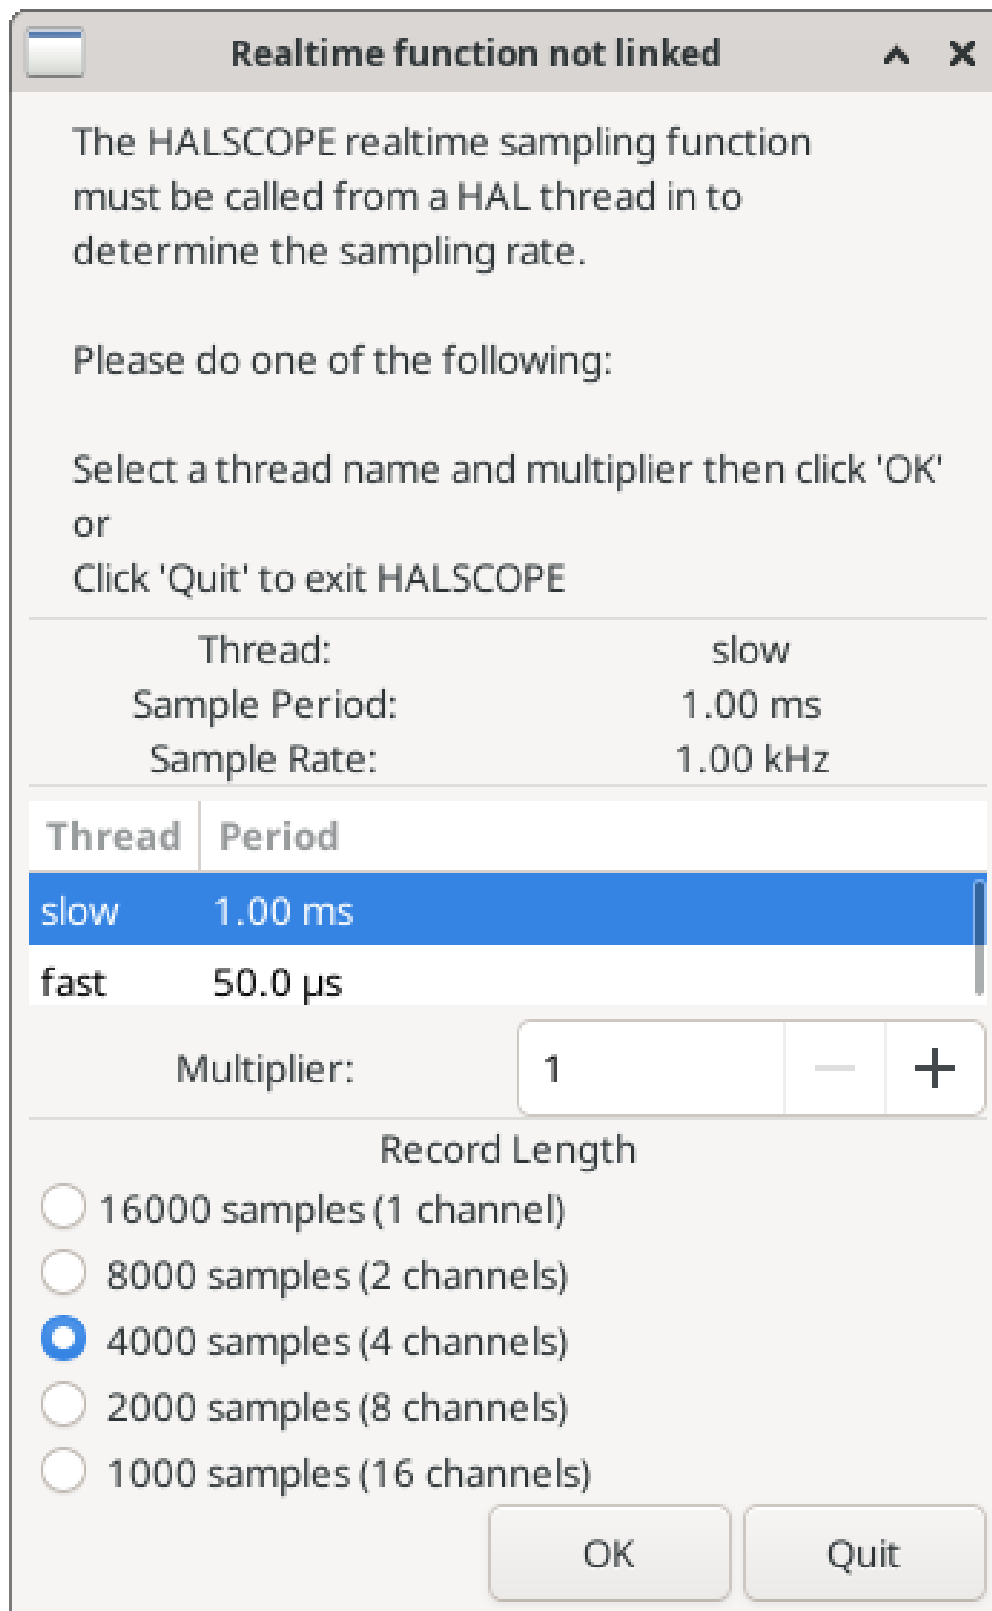 Realtime function not linked
The HALSCOPE realtime sampling function
must be called from a HAL thread in to
determine the sampling rate.
Please do one of the following:
Select a thread name and multiplier then click 'OK'
or
Click 'Quit' to exit HALSCOPE
Thread: slow
Sample Period: 1.00 ms
Sample Rate: 1.00 kHz
Thread Period
slow 1.00 ms
fast 50.0 µs
Multiplier: 1
Record Length
16000 samples (1 channel)
8000 samples (2 channels)
4000 samples (4 channels)
2000 samples (8 channels)
1000 samples (16 channels)
OK Quit